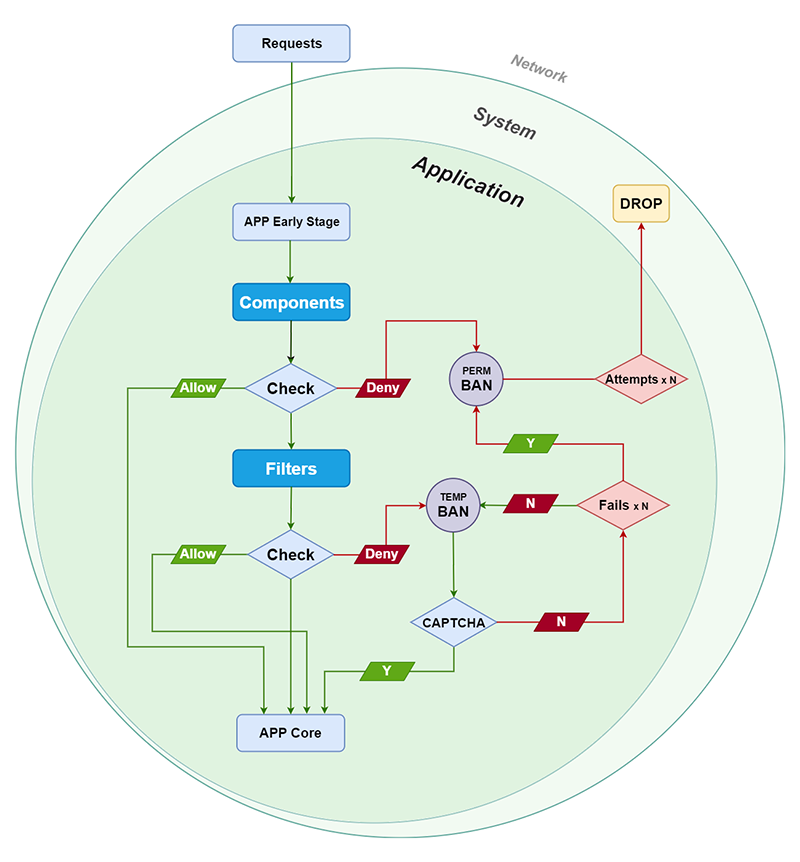 Requests
Network
System
Application
APP Early Stage
DROP
Components
Allow
Check
Deny
PERM
BAN
Attempts x N
Y
Filters
TEMP
BAN
N
Fails x N
Allow
Check
Deny
CAPTCHA
N
Y
APP Core